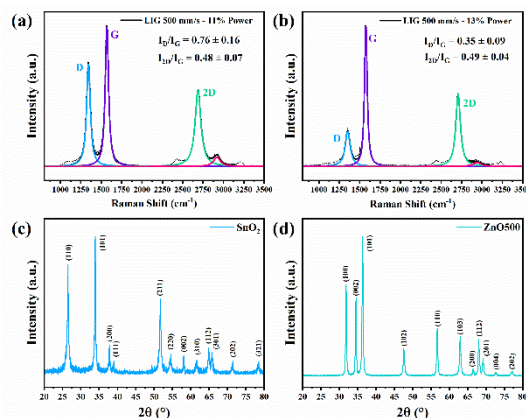 (a)
LIG 500 mm/s - 11% Power
I_D/I_G = 0.76 ± 0.16
I_2D/I_G = 0.48 ± 0.07
D
G
2D
Intensity (a.u.)
1000 1250 1500 1750 2000 2250 2500 2750 3000 3250 3500
Raman Shift (cm⁻¹)
(b)
LIG 500 mm/s - 13% Power
I_D/I_G = 0.35 ± 0.09
I_2D/I_G = 0.49 ± 0.04
D
G
2D
Intensity (a.u.)
1000 1250 1500 1750 2000 2250 2500 2750 3000 3250 3500
Raman Shift (cm⁻¹)
(c)
SnO₂
(110)
(101)
(200)
(111)
(211)
(220)
(002)
(310)
(112)
(301)
(202)
(321)
Intensity (a.u.)
20 25 30 35 40 45 50 55 60 65 70 75 80
2θ (°)
(d)
ZnO500
(100)
(002)
(101)
(102)
(110)
(103)
(200)
(112)
(201)
(004)
(202)
Intensity (a.u.)
20 25 30 35 40 45 50 55 60 65 70 75 80
2θ (°)